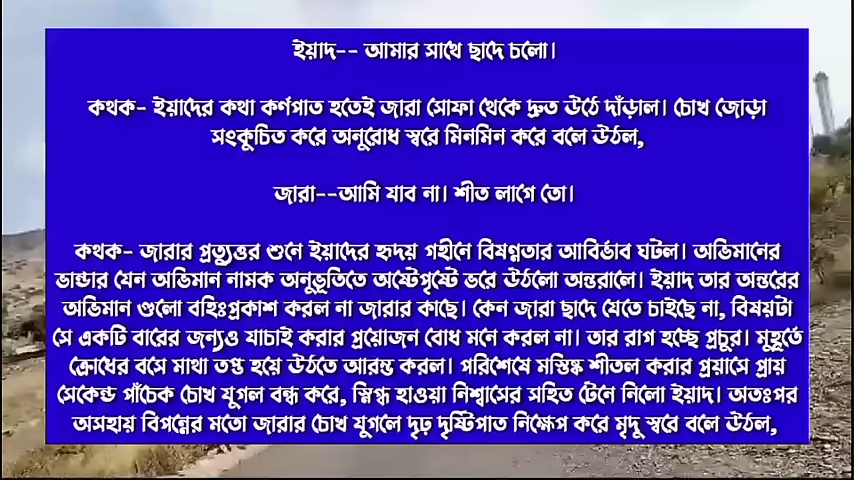 ইয়াদ-- আমার সাথে ছাদে চলো।
কথক- ইয়াদের কথা কর্ণপাত হতেই জারা সোফা থেকে দ্রুত উঠে দাঁড়াল। চোখ জোড়া
সংকুচিত করে অনুরোধ স্বরে মিনমিন করে বলে উঠল,
জারা--আমি যাব না। শীত লাগে তো।
কথক- জারার প্রত্যুত্তর শুনে ইয়াদের হৃদয় গহীনে বিষণ্ণতার আবির্ভাব ঘটল। অভিমানের
ভান্ডার যেন অভিমান নামক অনুভূতিতে অষ্টেপৃষ্টে ভরে উঠলো অন্তরালে। ইয়াদ তার অন্তরের
অভিমান গুলো বহিঃপ্রকাশ করল না জারার কাছে। কেন জারা ছাদে যেতে চাইছে না, বিষয়টা
সে একটি বারের জন্যও যাচাই করার প্রয়োজন বোধ মনে করল না। তার রাগ হচ্ছে প্রচুর। মুহূর্তে
ক্রোধের বসে মাথা তপ্ত হয়ে উঠতে আরম্ভ করল। পরিশেষে মস্তিষ্ক শীতল করার প্রয়াসে প্রায়
সেকেন্ড পাঁচেক চোখ যুগল বন্ধ করে, স্নিগ্ধ হাওয়া নিশ্বাসের সহিত টেনে নিলো ইয়াদ। অতঃপর
অসহায় বিপন্নের মতো জারার চোখ যুগলে দৃঢ় দৃষ্টিপাত নিক্ষেপ করে মৃদু স্বরে বলে উঠল,